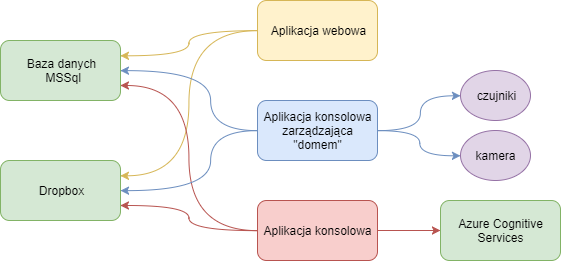 Aplikacja webowa
Baza danych
MSSql
Aplikacja konsolowa
zarządzająca
"domem"
czujniki
kamera
Dropbox
Aplikacja konsolowa
Azure Cognitive
Services